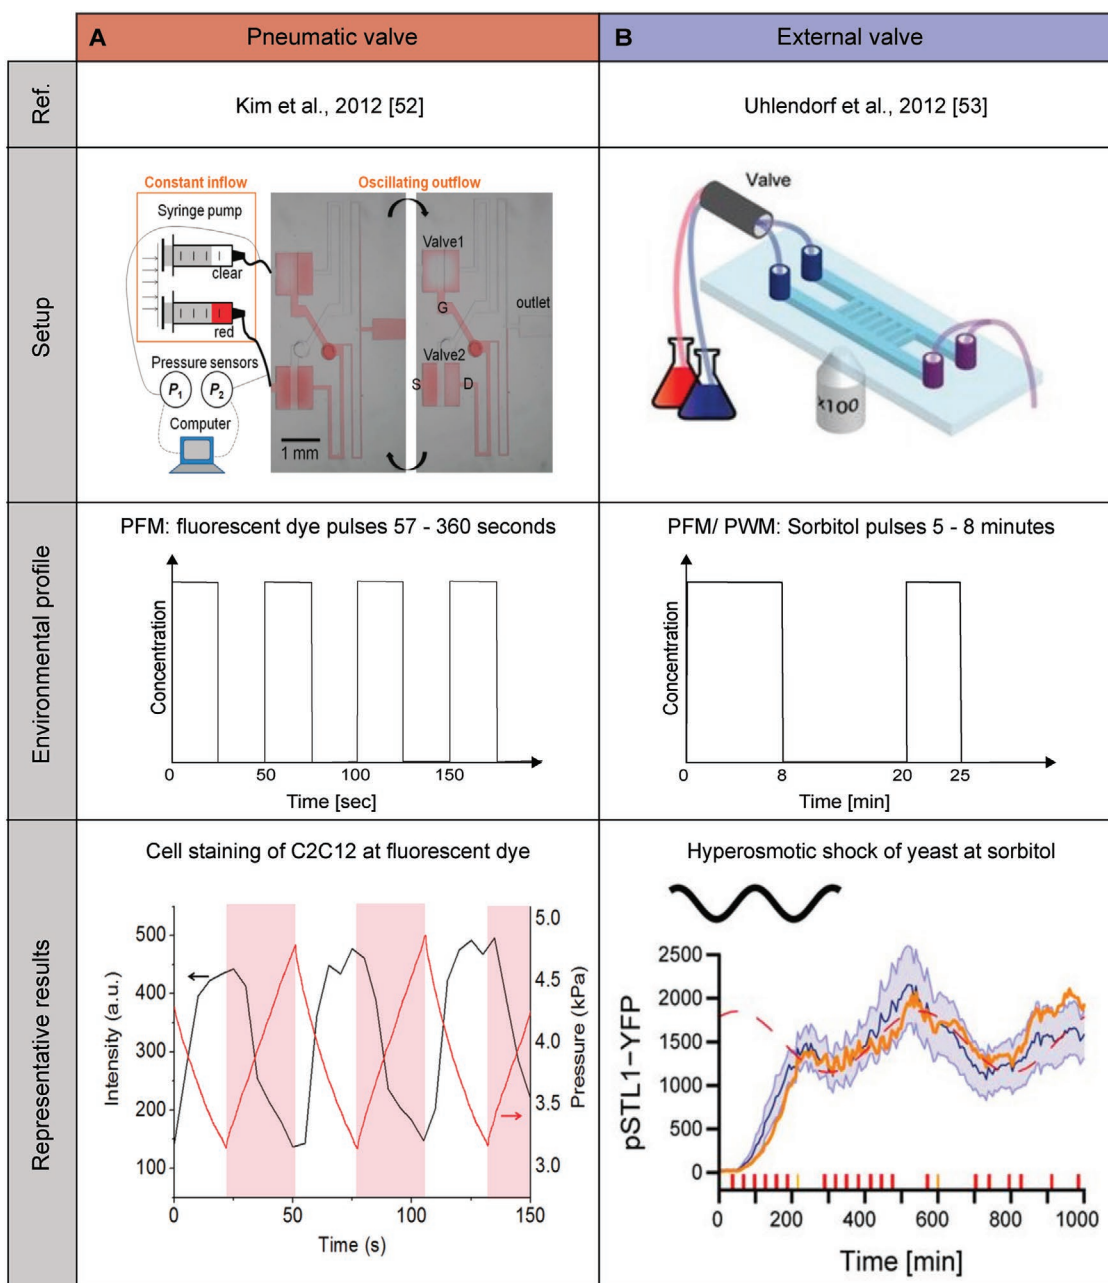 A Pneumatic valve
B External valve
Ref.
Kim et al., 2012 [52]
Uhlendorf et al., 2012 [53]
Setup
Constant inflow
Oscillating outflow
Syringe pump
clear
red
Pressure sensors
P1
P2
Computer
1 mm
Valve1
G
outlet
Valve2
S
D
Valve
x100
Environmental profile
PFM: fluorescent dye pulses 57 - 360 seconds
Concentration
0 50 100 150
Time [sec]
PFM/ PWM: Sorbitol pulses 5 - 8 minutes
Concentration
0 8 20 25
Time [min]
Representative results
Cell staining of C2C12 at fluorescent dye
Intensity (a.u.)
500
400
300
200
100
5.0
4.5
4.0
3.5
3.0
Pressure (kPa)
0 50 100 150
Time (s)
Hyperosmotic shock of yeast at sorbitol
pSTL1-YFP
2500
2000
1500
1000
500
0
0 200 400 600 800 1000
Time [min]